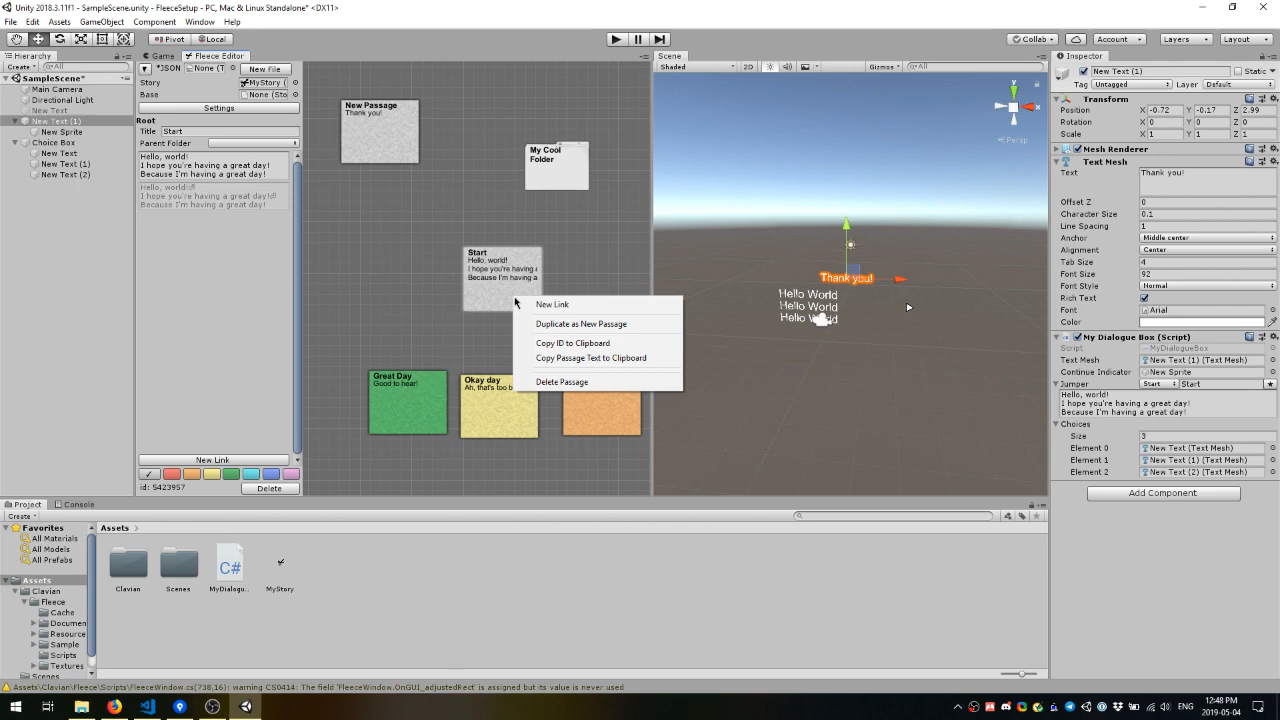 Unity 2018.3.11f1 - SampleScene.unity - FleeceSetup - PC, Mac & Linux Standalone* <DX11>
File Edit Assets GameObject Component Window Help
Pivot Local Collab Account Layers Layout
Hierarchy
Create All
SampleScene*
Main Camera
Directional Light
New Text
New Text (1)
New Sprite
Choice Box
New Text
New Text (1)
New Text (2)
Game Fleece Editor
*JSON None (T New File
Story MyStory (
Base None (Sto
Settings
Root
Title Start
Parent Folder
Hello, world!
I hope you're having a great day!
Because I'm having a great day!
Hello, world!
I hope you're having a great day!
Because I'm having a great day!
New Link
id: 5423957 Delete
New Passage
Thank you!
My Cool
Folder
Start
Hello, world!
I hope you're having a
Because I'm having a
New Link
Duplicate as New Passage
Copy ID to Clipboard
Copy Passage Text to Clipboard
Delete Passage
Great Day
Good to hear!
Okay day
Ah, that's too b
Scene
Shaded 2D Gizmos All
y
x
Persp
Thank you!
Hello World
Hello World
Hello World
Inspector
New Text (1) Static
Tag Untagged Layer Default
Transform
Position X -0.72 Y -0.17 Z 2.99
Rotation X 0 Y 0 Z 0
Scale X 1 Y 1 Z 1
Mesh Renderer
Text Mesh
Text Thank you!
Offset Z 0
Character Size 0.1
Line Spacing 1
Anchor Middle center
Alignment Center
Tab Size 4
Font Size 92
Font Style Normal
Rich Text
Font Arial
Color
My Dialogue Box (Script)
Script MyDialogueBox
Text Mesh New Text (1) (Text Mesh)
Continue Indicator New Sprite
Jumper Start Start
Hello, world!
I hope you're having a great day!
Because I'm having a great day!
Choices
Size 3
Element 0 New Text (Text Mesh)
Element 1 New Text (1) (Text Mesh)
Element 2 New Text (2) (Text Mesh)
Add Component
Project Console
Create
Favorites
All Materials
All Models
All Prefabs
Assets
Clavian
Fleece
Cache
Documen
Resource
Sample
Scripts
Textures
Scenes
Assets
Clavian Scenes MyDialogu... MyStory
C#
Assets\Clavian\Fleece\Scripts\FleeceWindow.cs(738,16): warning CS0414: The field 'FleeceWindow.OnGUI_adjustedRect' is assigned but its value is never used
12:48 PM
2019-05-04